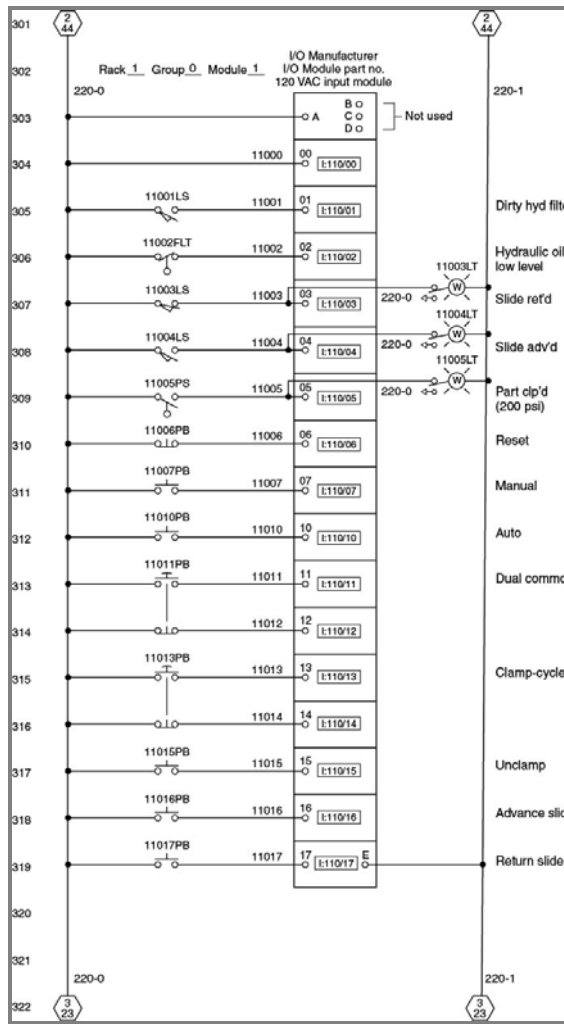 301 2 44 2 44
I/O Manufacturer
302 Rack 1 Group 0 Module 1 I/O Module part no.
120 VAC input module
220-0 220-1
B
303 A C Not used
D
304 11000 00 I:110/00
11001LS
305 11001 01 I:110/01 Dirty hyd filt
11002FLT Hydraulic oil
306 11002 02 I:110/02 low level
11003LT
11003LS
307 11003 03 I:110/03 220-0 W Slide ret'd
11004LT
11004LS
308 11004 04 I:110/04 220-0 W Slide adv'd
11005LT
11005PS
309 11005 05 I:110/05 220-0 W Part clp'd
(200 psi)
11006PB
310 11006 06 I:110/06 Reset
11007PB
311 11007 07 I:110/07 Manual
11010PB
312 11010 10 I:110/10 Auto
11011PB
313 11011 11 I:110/11 Dual commo
314 11012 12 I:110/12
11013PB
315 11013 13 I:110/13 Clamp-cycle
316 11014 14 I:110/14
11015PB
317 11015 15 I:110/15 Unclamp
11016PB
318 11016 16 I:110/16 Advance slid
11017PB
319 11017 17 I:110/17 E Return slide
320
321
220-0 220-1
322 3 23 3 23